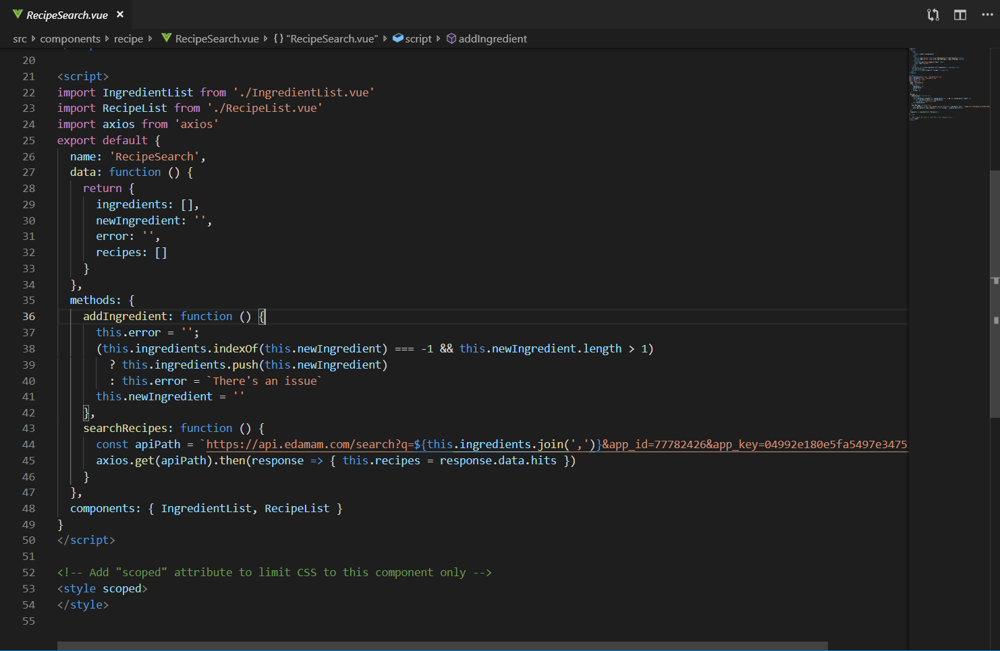 RecipeSearch.vue ×
src › components › recipe › RecipeSearch.vue › {} "RecipeSearch.vue" › script › addIngredient
20
21 <script>
22 import IngredientList from './IngredientList.vue'
23 import RecipeList from './RecipeList.vue'
24 import axios from 'axios'
25 export default {
26   name: 'RecipeSearch',
27   data: function () {
28     return {
29       ingredients: [],
30       newIngredient: '',
31       error: '',
32       recipes: []
33     }
34   },
35   methods: {
36     addIngredient: function () {
37       this.error = '';
38       (this.ingredients.indexOf(this.newIngredient) === -1 && this.newIngredient.length > 1)
39         ? this.ingredients.push(this.newIngredient)
40         : this.error = `There's an issue`
41       this.newIngredient = ''
42     },
43     searchRecipes: function () {
44       const apiPath = `https://api.edamam.com/search?q=${this.ingredients.join(',')}&app_id=77782426&app_key=04992e180e5fa5497e3475
45       axios.get(apiPath).then(response => { this.recipes = response.data.hits })
46     }
47   },
48   components: { IngredientList, RecipeList }
49 }
50 </script>
51
52 <!-- Add "scoped" attribute to limit CSS to this component only -->
53 <style scoped>
54 </style>
55